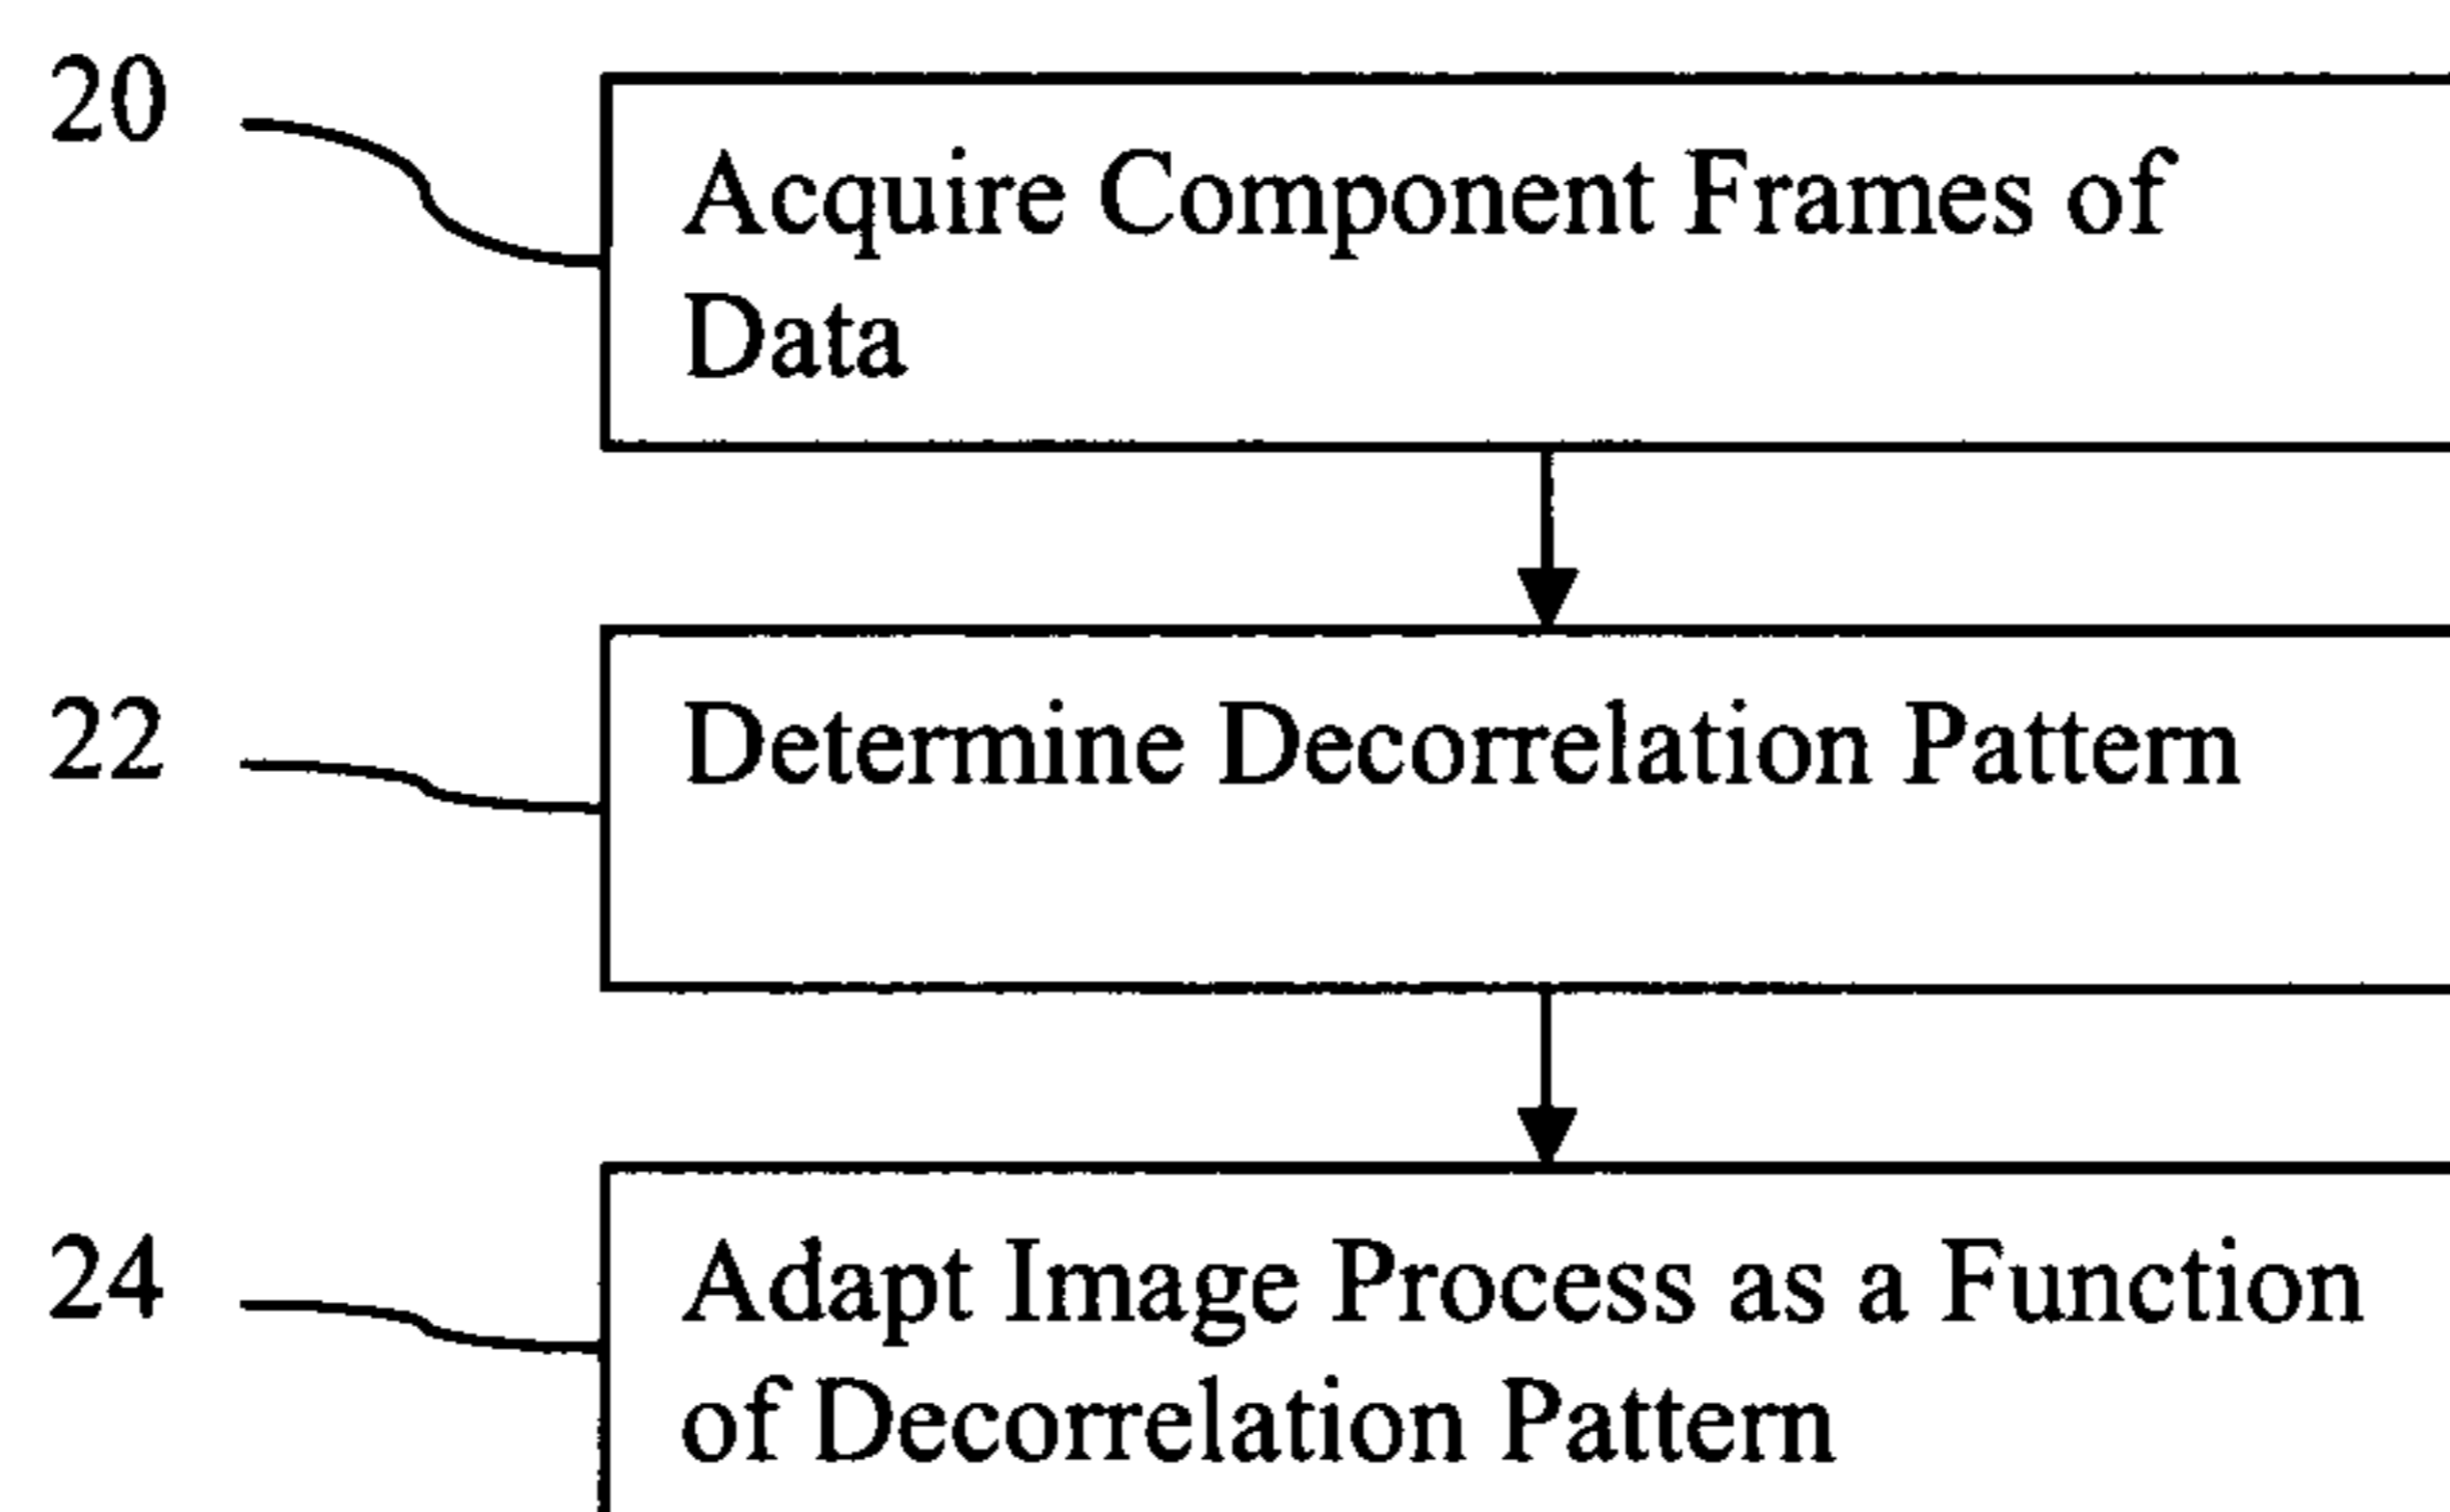 20
Acquire Component Frames of
Data
22
Determine Decorrelation Pattern
24
Adapt Image Process as a Function
of Decorrelation Pattern